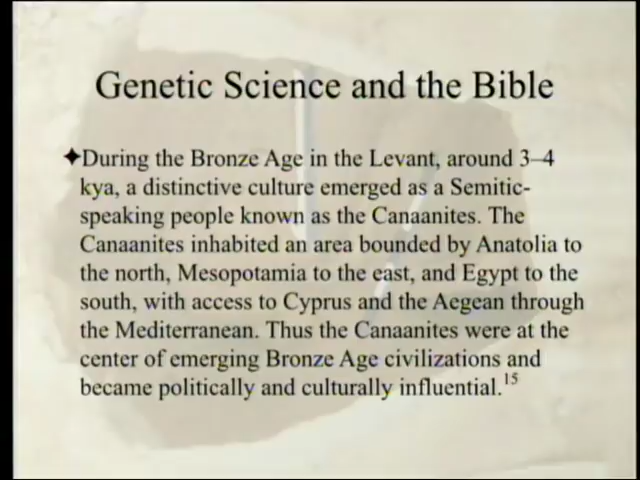 Genetic Science and the Bible
✦During the Bronze Age in the Levant, around 3–4
kya, a distinctive culture emerged as a Semitic-
speaking people known as the Canaanites. The
Canaanites inhabited an area bounded by Anatolia to
the north, Mesopotamia to the east, and Egypt to the
south, with access to Cyprus and the Aegean through
the Mediterranean. Thus the Canaanites were at the
center of emerging Bronze Age civilizations and
became politically and culturally influential.15